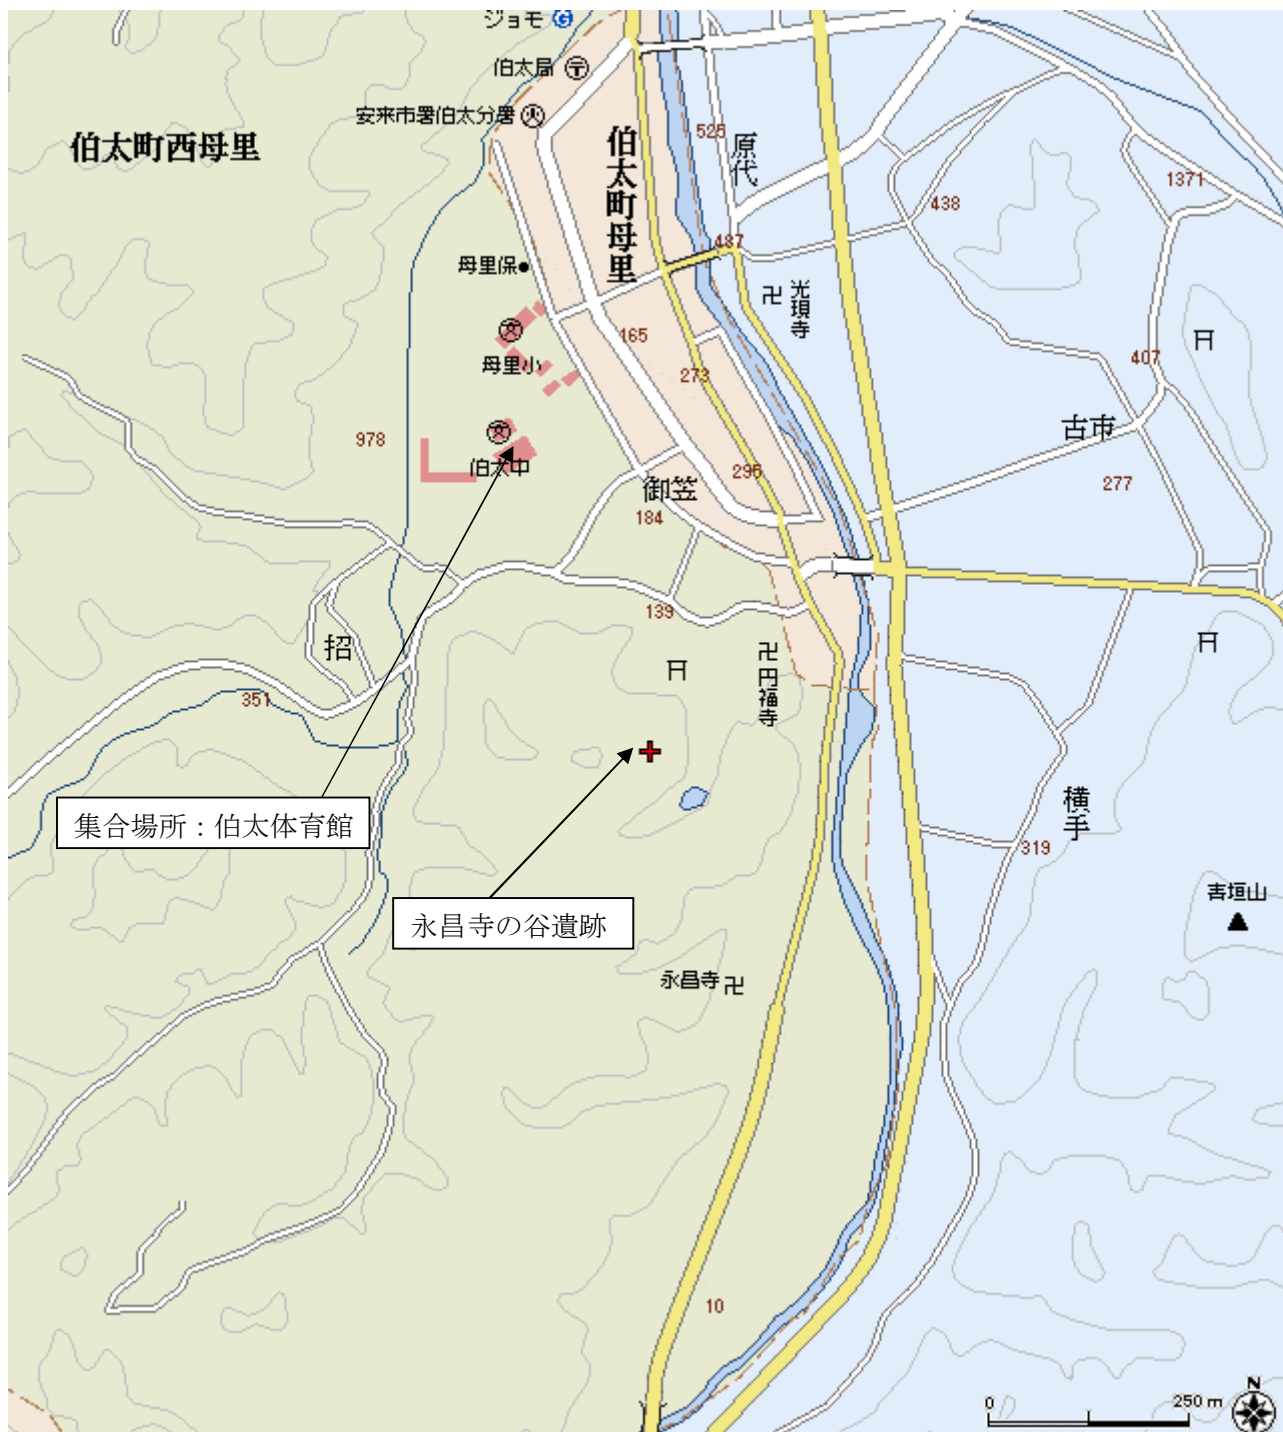 ジョモ
伯太局
安来市署伯太分署
伯太町西母里
伯太町母里
525
原代
1371
438
487
母里保
光現寺
165
母里小
273
407
978
伯太中
古市
295
277
御笠
184
139
招
円福寺
351
集合場所：伯太体育館
横手
319
永昌寺の谷遺跡
永昌寺
10
N
0
250 m